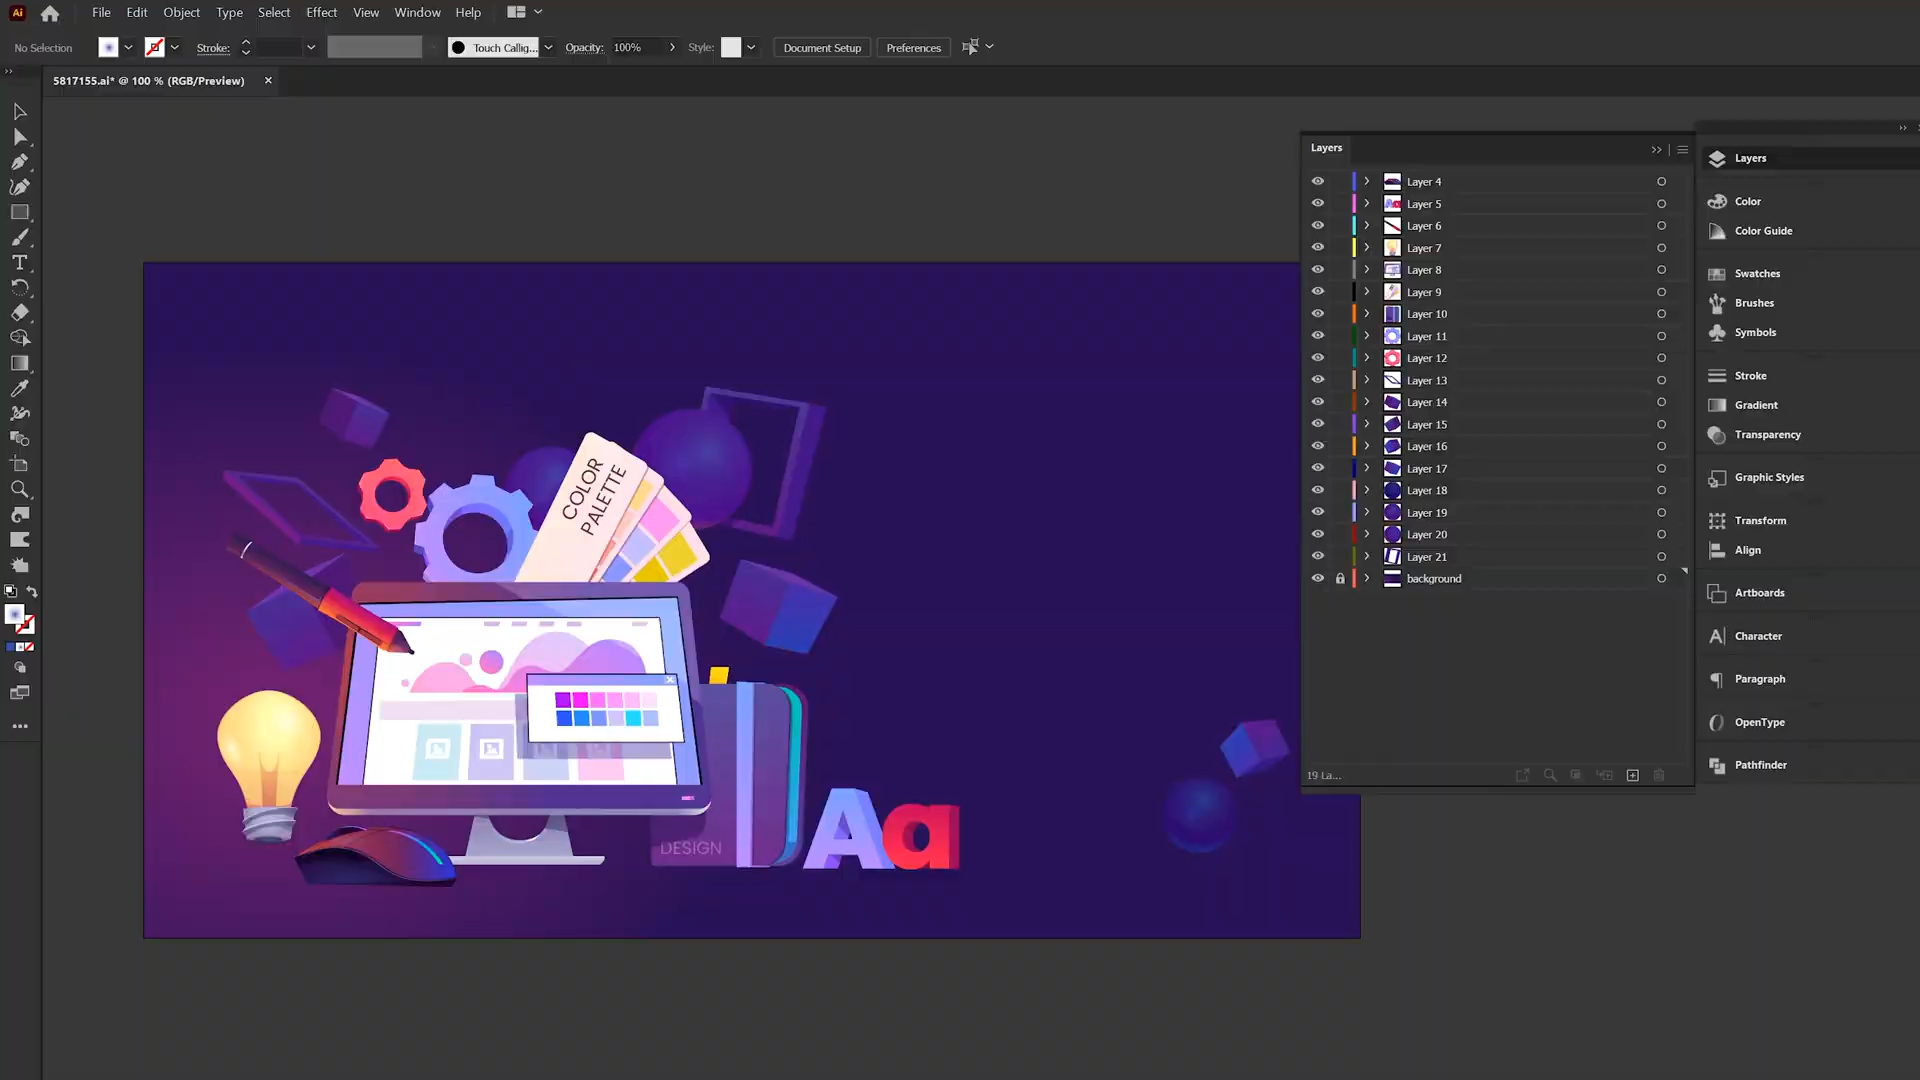 Ai File Edit Object Type Select Effect View Window Help
No Selection Stroke: Touch Callig... Opacity: 100% Style: Document Setup Preferences
5817155.ai* @ 100 % (RGB/Preview) ×
Layers
Layer 4
Layer 5
Layer 6
Layer 7
Layer 8
Layer 9
Layer 10
Layer 11
Layer 12
Layer 13
Layer 14
Layer 15
Layer 16
Layer 17
Layer 18
Layer 19
Layer 20
Layer 21
background
19 La...
Layers
Color
Color Guide
Swatches
Brushes
Symbols
Stroke
Gradient
Transparency
Graphic Styles
Transform
Align
Artboards
Character
Paragraph
OpenType
Pathfinder
COLOR
PALETTE
DESIGN
Aa